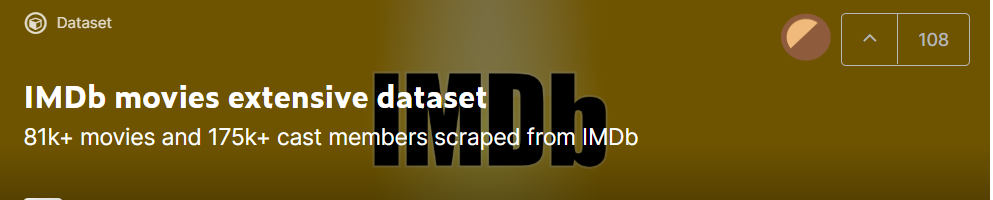 Dataset
108
IMDb movies extensive dataset
81k+ movies and 175k+ cast members scraped from IMDb
IMDb